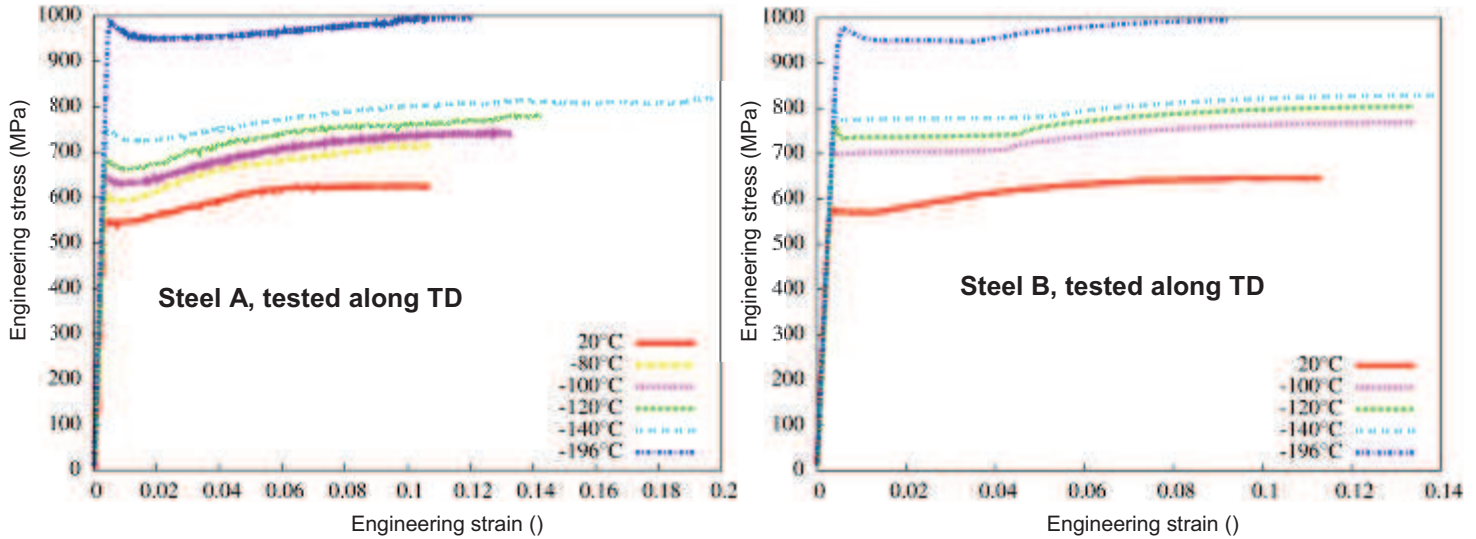 1000
900
800
700
600
500
400
300
200
100
0
Engineering stress (MPa)
Steel A, tested along TD
20°C
-80°C
-100°C
-120°C
-140°C
-196°C
0 0.02 0.04 0.06 0.08 0.1 0.12 0.14 0.16 0.18 0.2
Engineering strain ()
1000
900
800
700
600
500
400
300
200
100
0
Engineering stress (MPa)
Steel B, tested along TD
20°C
-100°C
-120°C
-140°C
-196°C
0 0.02 0.04 0.06 0.08 0.1 0.12 0.14
Engineering strain ()